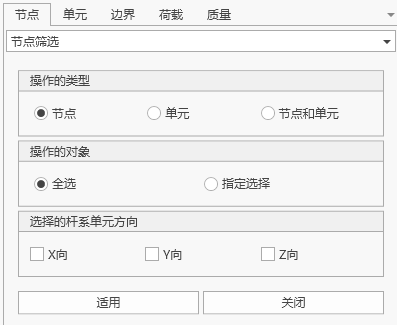 节点 单元 边界 荷载 质量
节点筛选
操作的类型
节点 单元 节点和单元
操作的对象
全选 指定选择
选择的杆系单元方向
X向 Y向 Z向
适用 关闭